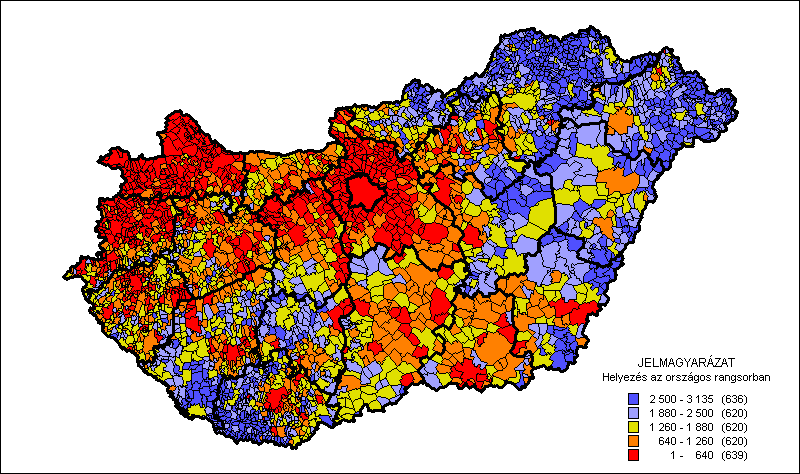 JELMAGYARÁZAT
Helyezés az országos rangsorban
2 500 - 3 135 (636)
1 880 - 2 500 (620)
1 260 - 1 880 (620)
640 - 1 260 (620)
1 - 640 (639)